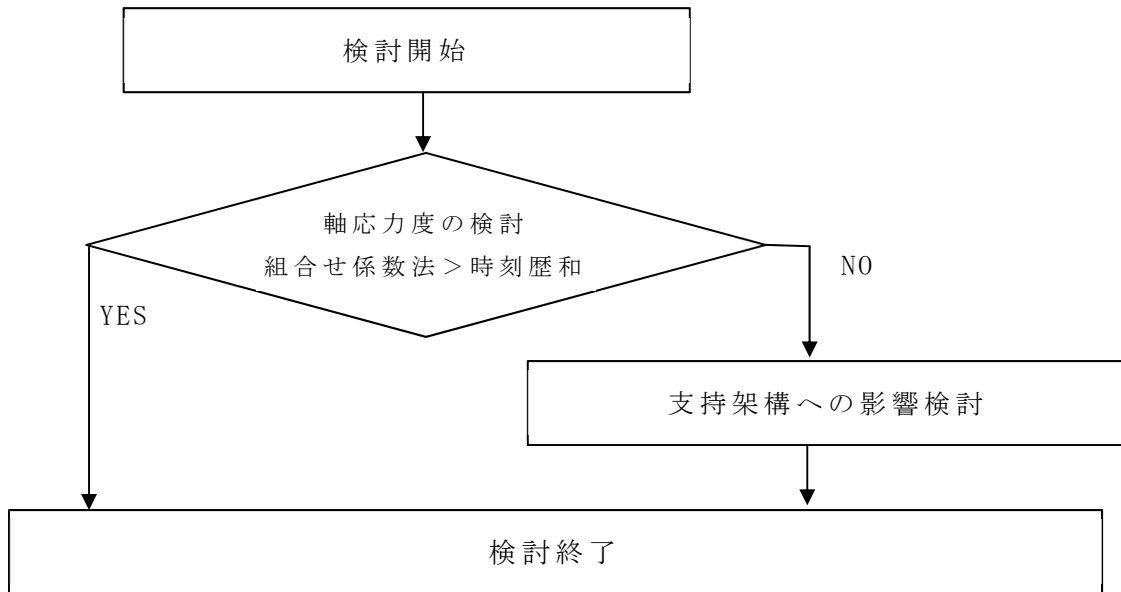 検討開始
軸応力度の検討
組合せ係数法＞時刻歴和
NO
YES
支持架構への影響検討
検討終了